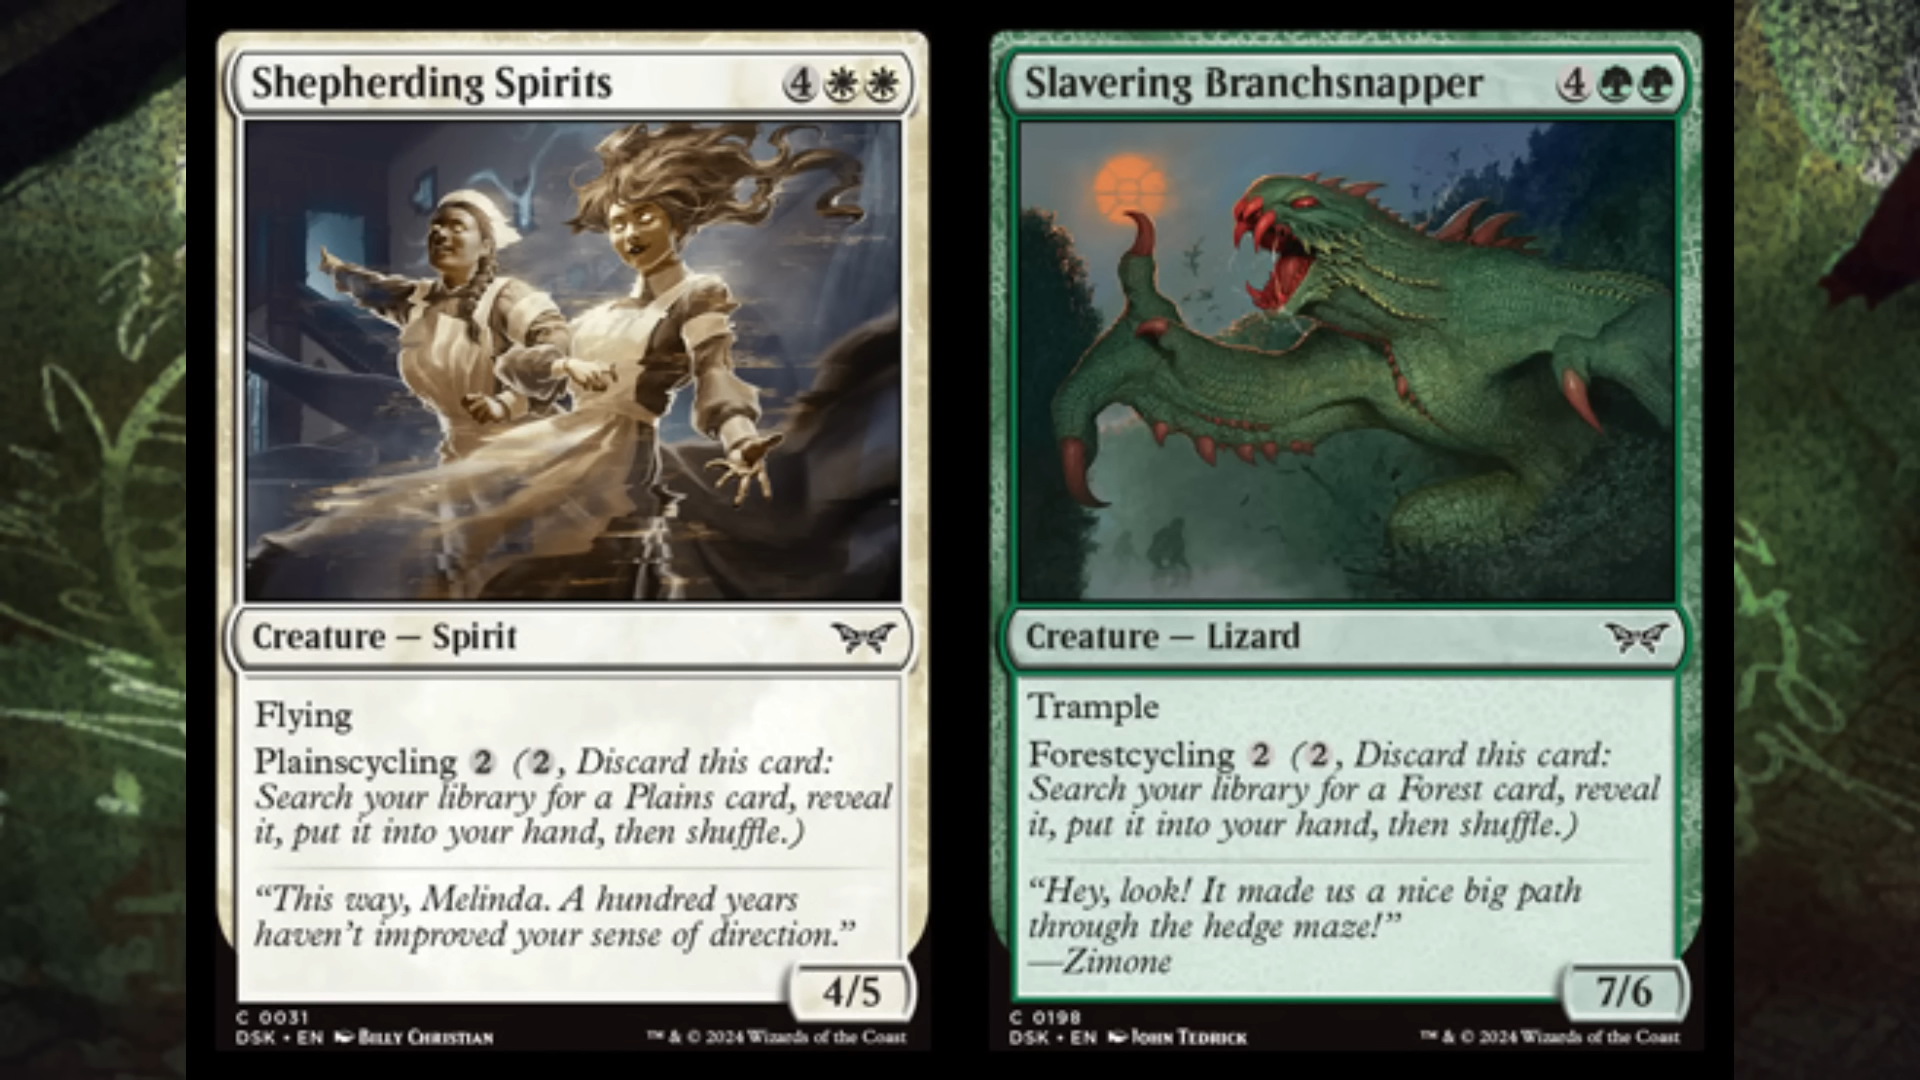 Shepherding Spirits 4
Creature — Spirit
Flying
Plainscycling 2 (2, Discard this card:
Search your library for a Plains card, reveal
it, put it into your hand, then shuffle.)
“This way, Melinda. A hundred years
haven’t improved your sense of direction.”
4/5
C 0031
DSK • EN BILLY CHRISTIAN
™ & © 2024 Wizards of the Coast
Slavering Branchsnapper 4
Creature — Lizard
Trample
Forestcycling 2 (2, Discard this card:
Search your library for a Forest card, reveal
it, put it into your hand, then shuffle.)
“Hey, look! It made us a nice big path
through the hedge maze!”
—Zimone
7/6
C 0198
DSK • EN JOHN TEDRICK
™ & © 2024 Wizards of the Coast